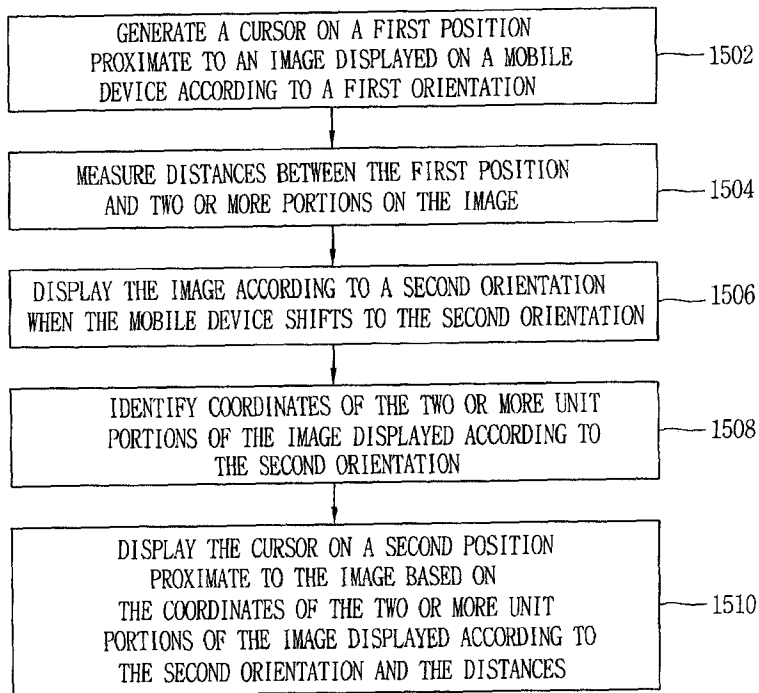 GENERATE A CURSOR ON A FIRST POSITION
PROXIMATE TO AN IMAGE DISPLAYED ON A MOBILE
DEVICE ACCORDING TO A FIRST ORIENTATION
1502
MEASURE DISTANCES BETWEEN THE FIRST POSITION
AND TWO OR MORE PORTIONS ON THE IMAGE
1504
DISPLAY THE IMAGE ACCORDING TO A SECOND ORIENTATION
WHEN THE MOBILE DEVICE SHIFTS TO THE SECOND ORIENTATION
1506
IDENTIFY COORDINATES OF THE TWO OR MORE UNIT
PORTIONS OF THE IMAGE DISPLAYED ACCORDING TO
THE SECOND ORIENTATION
1508
DISPLAY THE CURSOR ON A SECOND POSITION
PROXIMATE TO THE IMAGE BASED ON
THE COORDINATES OF THE TWO OR MORE UNIT
PORTIONS OF THE IMAGE DISPLAYED ACCORDING TO
THE SECOND ORIENTATION AND THE DISTANCES
1510